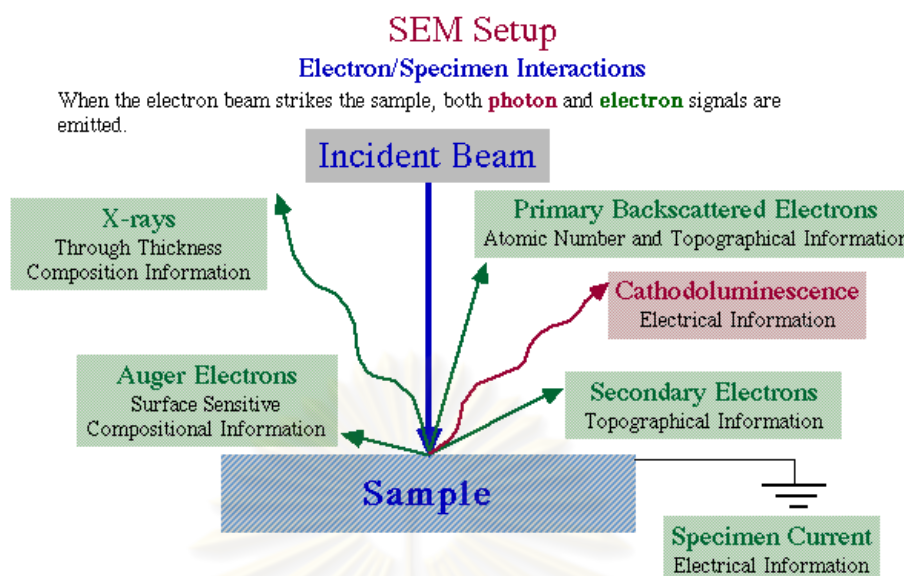 SEM Setup
Electron/Specimen Interactions
When the electron beam strikes the sample, both photon and electron signals are
emitted.
Incident Beam
X-rays
Through Thickness
Composition Information
Primary Backscattered Electrons
Atomic Number and Topographical Information
Cathodoluminescence
Electrical Information
Auger Electrons
Surface Sensitive
Compositional Information
Secondary Electrons
Topographical Information
Sample
Specimen Current
Electrical Information